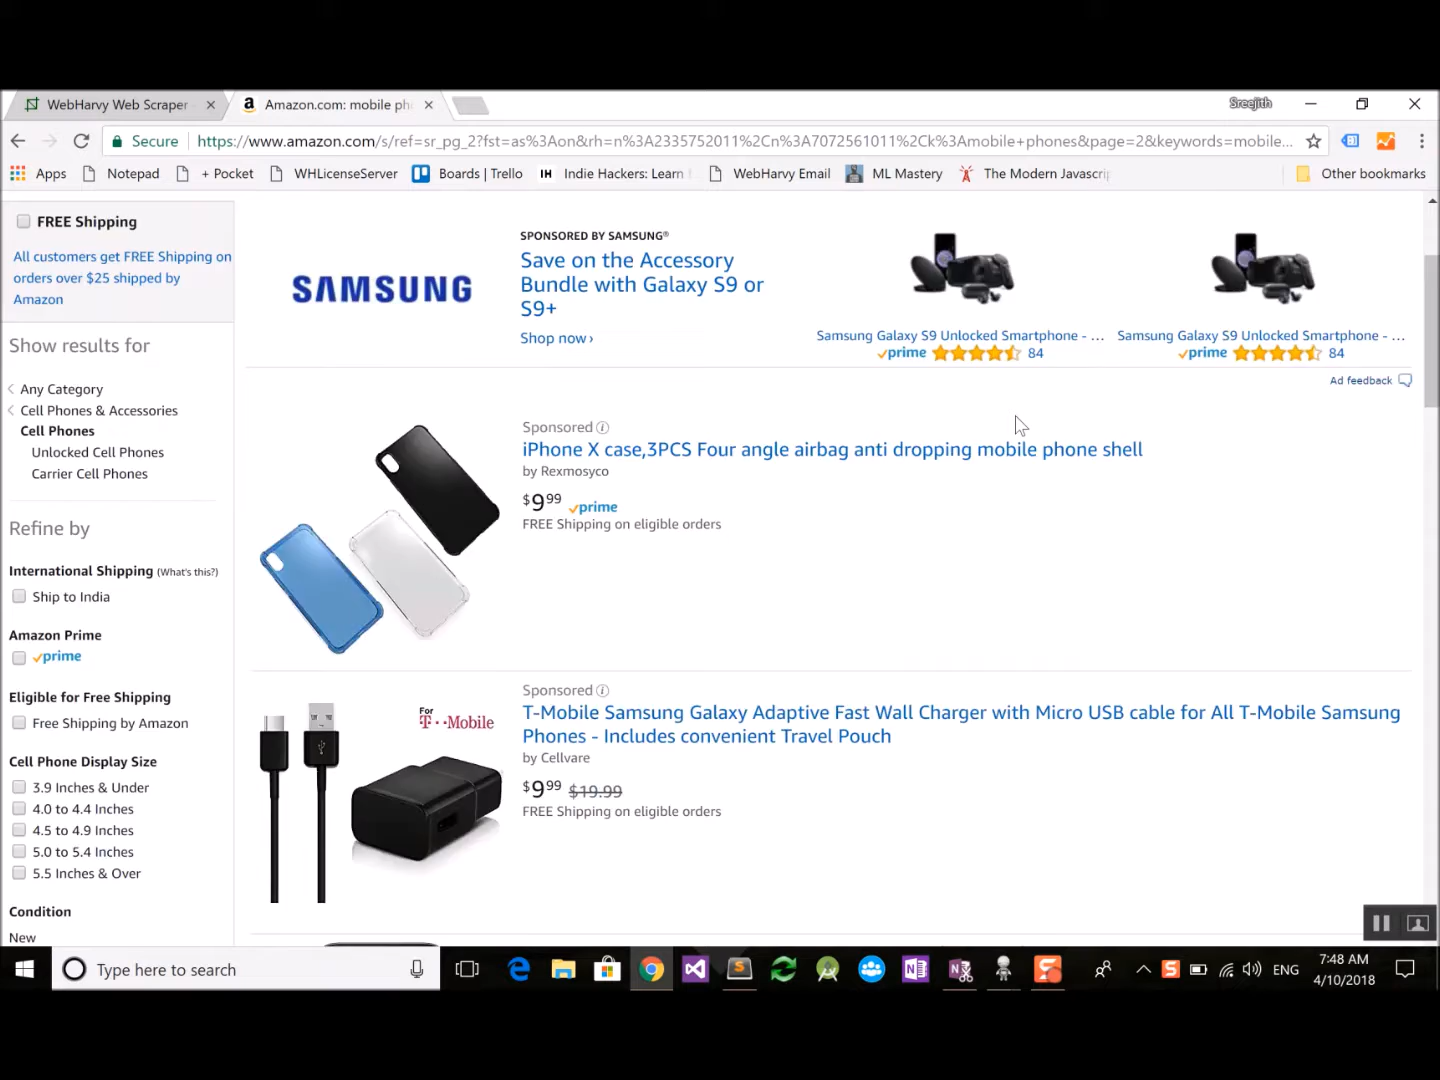 WebHarvy Web Scraper
Amazon.com: mobile ph
Sreejith
Secure
https://www.amazon.com/s/ref=sr_pg_2?fst=as%3Aon&rh=n%3A2335752011%2Cn%3A7072561011%2Ck%3Amobile+phones&page=2&keywords=mobile...
Apps
Notepad
+ Pocket
WHLicenseServer
Boards | Trello
IH
Indie Hackers: Learn
WebHarvy Email
ML Mastery
The Modern Javascrip
Other bookmarks
FREE Shipping
All customers get FREE Shipping on
orders over $25 shipped by
Amazon
Show results for
Any Category
Cell Phones & Accessories
Cell Phones
Unlocked Cell Phones
Carrier Cell Phones
Refine by
International Shipping (What's this?)
Ship to India
Amazon Prime
prime
Eligible for Free Shipping
Free Shipping by Amazon
Cell Phone Display Size
3.9 Inches & Under
4.0 to 4.4 Inches
4.5 to 4.9 Inches
5.0 to 5.4 Inches
5.5 Inches & Over
Condition
New
SAMSUNG
SPONSORED BY SAMSUNG®
Save on the Accessory
Bundle with Galaxy S9 or
S9+
Shop now ›
Samsung Galaxy S9 Unlocked Smartphone - ...
prime 84
Samsung Galaxy S9 Unlocked Smartphone - ...
prime 84
Ad feedback
Sponsored
iPhone X case,3PCS Four angle airbag anti dropping mobile phone shell
by Rexmosyco
$9.99 prime
FREE Shipping on eligible orders
For
T··Mobile
Sponsored
T-Mobile Samsung Galaxy Adaptive Fast Wall Charger with Micro USB cable for All T-Mobile Samsung
Phones - Includes convenient Travel Pouch
by Cellvare
$9.99 $19.99
FREE Shipping on eligible orders
Type here to search
ENG
7:48 AM
4/10/2018